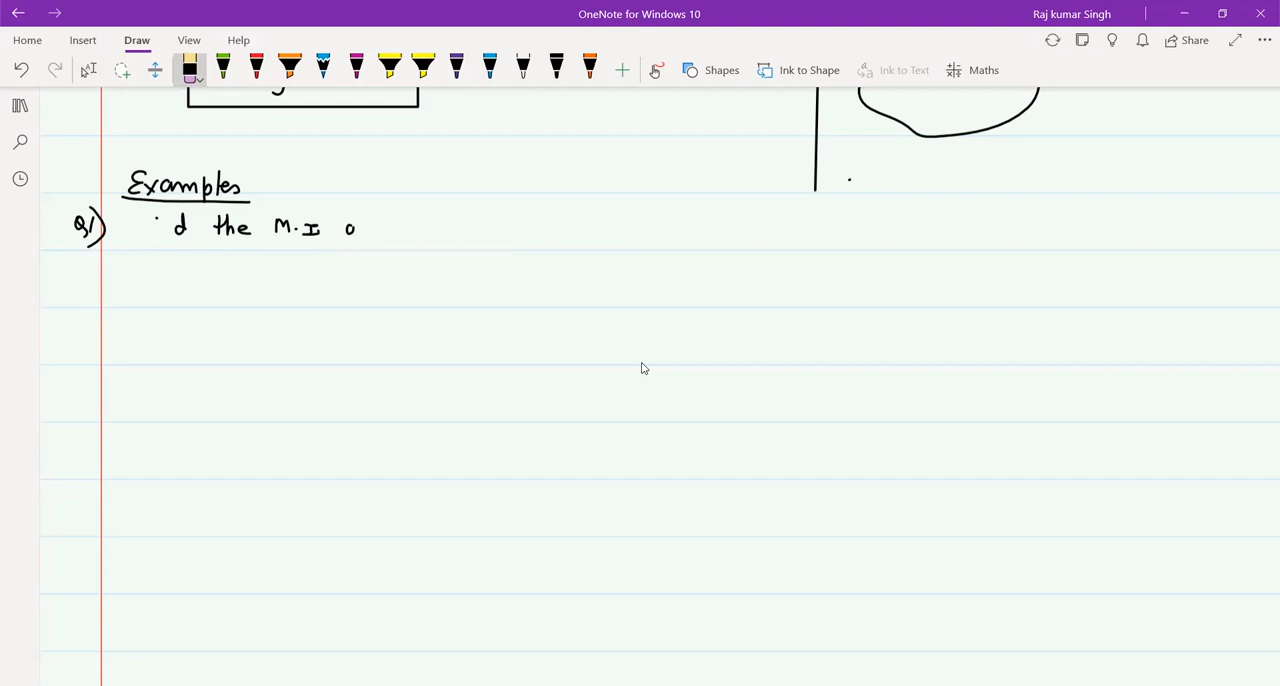 OneNote for Windows 10
Raj kumar Singh
Home Insert Draw View Help
Share
Shapes Ink to Shape Ink to Text Maths
Examples
Q1) d the M.I o